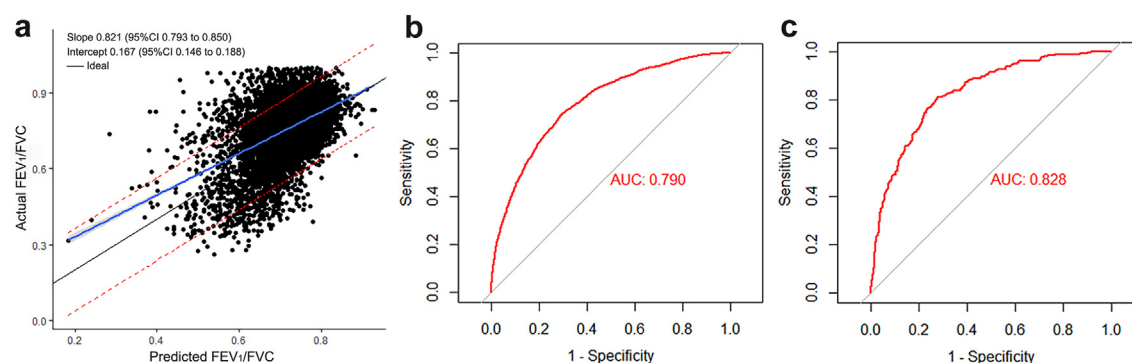 a
Slope 0.821 (95%CI 0.793 to 0.850)
Intercept 0.167 (95%CI 0.146 to 0.188)
Ideal
Actual FEV₁/FVC
0.9
0.6
0.3
0.0
0.2 0.4 0.6 0.8
Predicted FEV₁/FVC
b
Sensitivity
1.0
0.8
0.6
0.4
0.2
0.0
AUC: 0.790
0.0 0.2 0.4 0.6 0.8 1.0
1 - Specificity
c
Sensitivity
1.0
0.8
0.6
0.4
0.2
0.0
AUC: 0.828
0.0 0.2 0.4 0.6 0.8 1.0
1 - Specificity